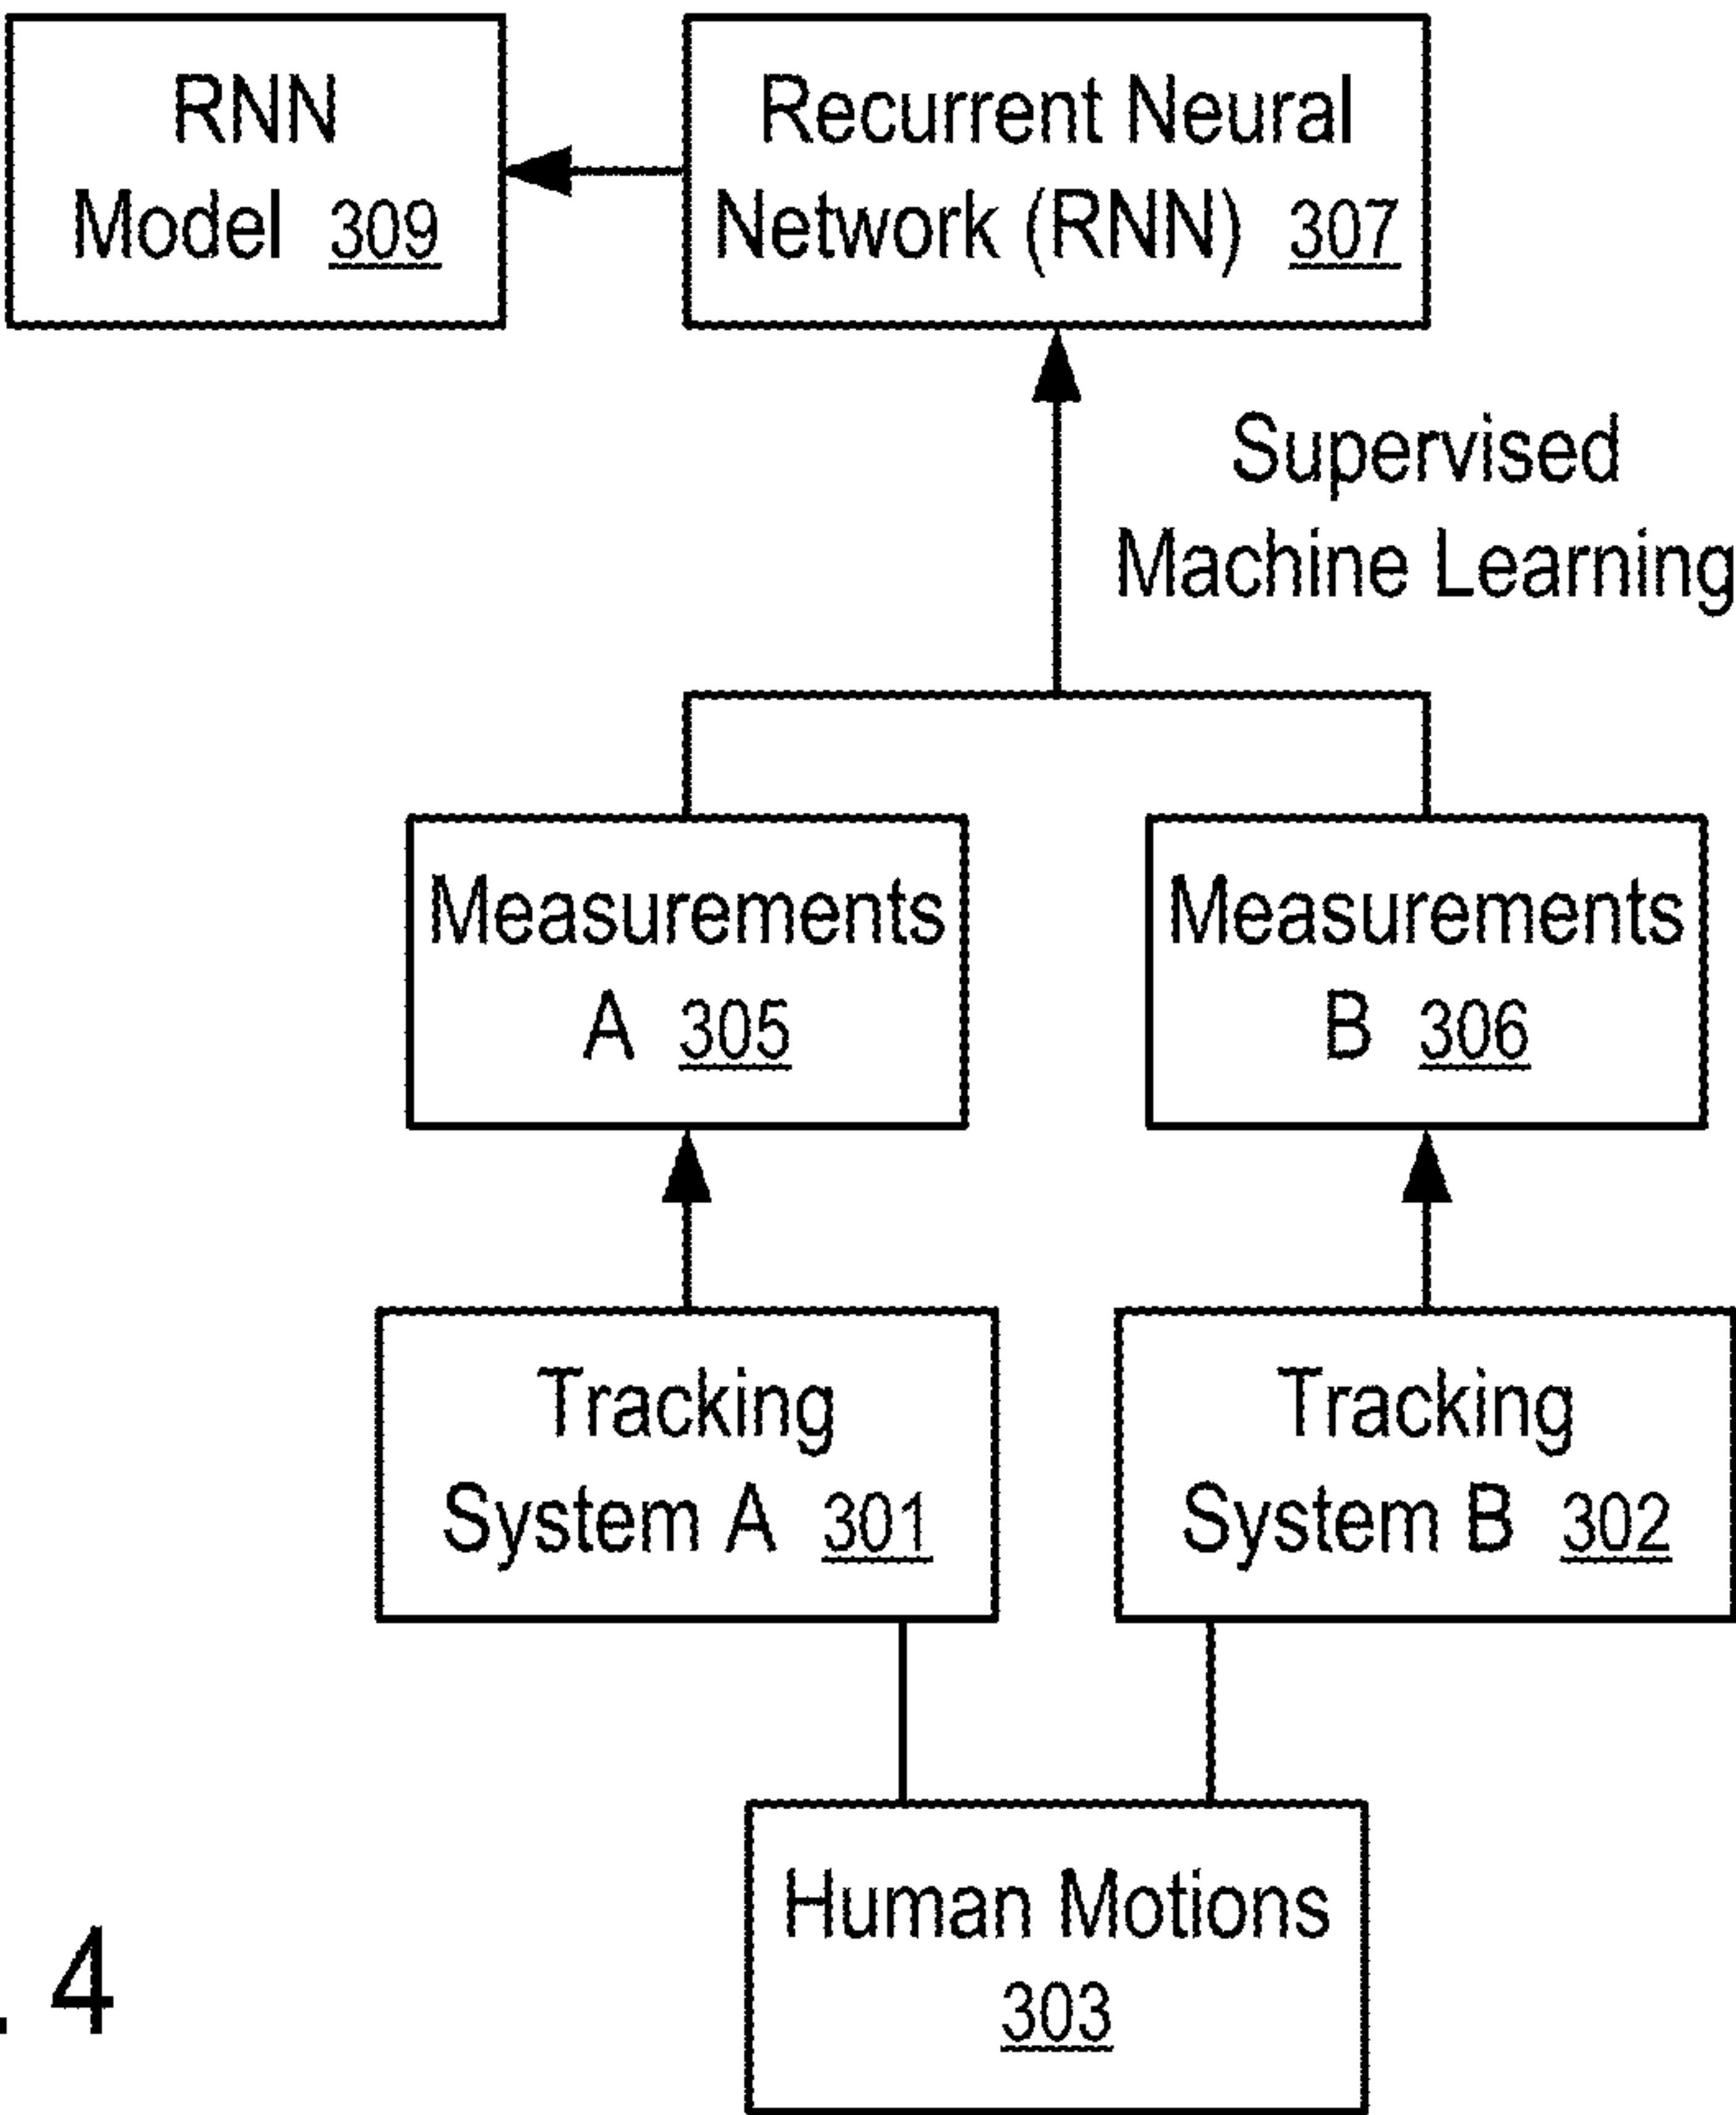 RNN
Model 309
Recurrent Neural
Network (RNN) 307
Supervised
Machine Learning
Measurements
A 305
Measurements
B 306
Tracking
System A 301
Tracking
System B 302
Human Motions
303
. 4